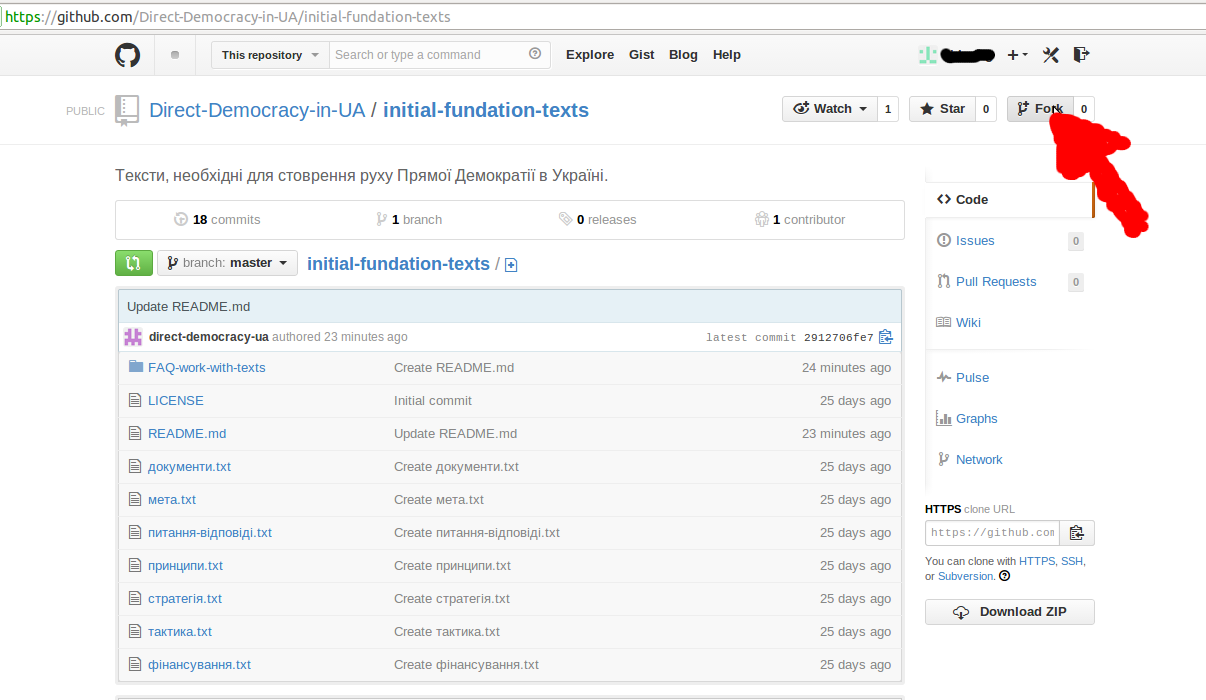 https://github.com/Direct-Democracy-in-UA/initial-fundation-texts
This repository Search or type a command Explore Gist Blog Help
PUBLIC Direct-Democracy-in-UA / initial-fundation-texts Watch 1 Star 0 Fork 0
Тексти, необхідні для стоврення руху Прямої Демократії в Україні.
18 commits 1 branch 0 releases 1 contributor
branch: master initial-fundation-texts /
Update README.md
direct-democracy-ua authored 23 minutes ago latest commit 2912706fe7
FAQ-work-with-texts Create README.md 24 minutes ago
LICENSE Initial commit 25 days ago
README.md Update README.md 23 minutes ago
документи.txt Create документи.txt 25 days ago
мета.txt Create мета.txt 25 days ago
питання-відповіді.txt Create питання-відповіді.txt 25 days ago
принципи.txt Create принципи.txt 25 days ago
стратегія.txt Create стратегія.txt 25 days ago
тактика.txt Create тактика.txt 25 days ago
фінансування.txt Create фінансування.txt 25 days ago
Code
Issues 0
Pull Requests 0
Wiki
Pulse
Graphs
Network
HTTPS clone URL
https://github.com
You can clone with HTTPS, SSH,
or Subversion.
Download ZIP